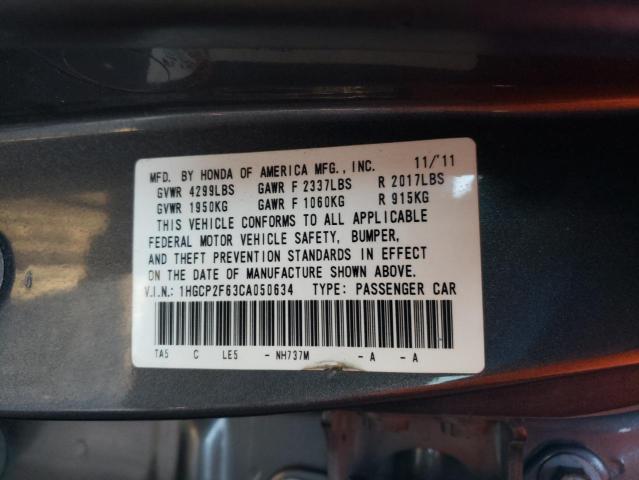 MFD. BY HONDA OF AMERICA MFG., INC. 11/'11
GVWR 4299LBS GAWR F 2337LBS R 2017LBS
GVWR 1950KG GAWR F 1060KG R 915KG
THIS VEHICLE CONFORMS TO ALL APPLICABLE
FEDERAL MOTOR VEHICLE SAFETY, BUMPER,
AND THEFT PREVENTION STANDARDS IN EFFECT
ON THE DATE OF MANUFACTURE SHOWN ABOVE.
V.I.N.: 1HGCP2F63CA050634 TYPE: PASSENGER CAR
TA5 C LE5 - NH737M -A -A